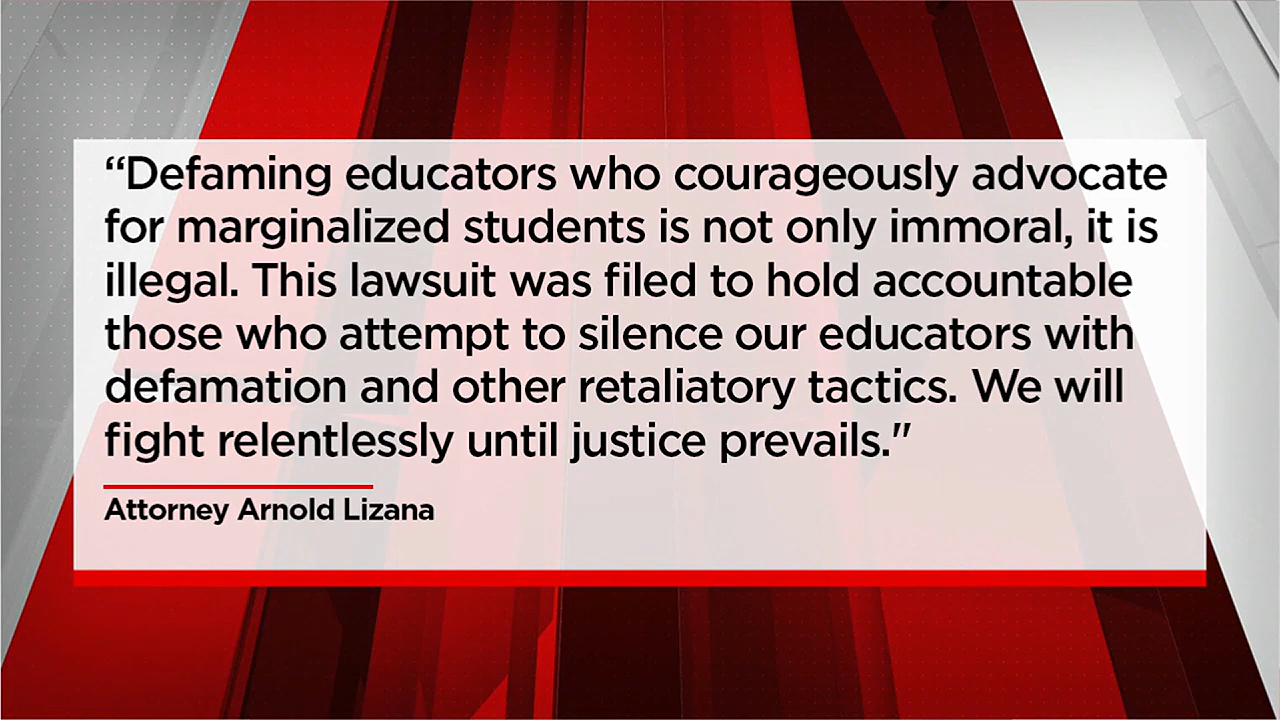 “Defaming educators who courageously advocate
for marginalized students is not only immoral, it is
illegal. This lawsuit was filed to hold accountable
those who attempt to silence our educators with
defamation and other retaliatory tactics. We will
fight relentlessly until justice prevails."
Attorney Arnold Lizana